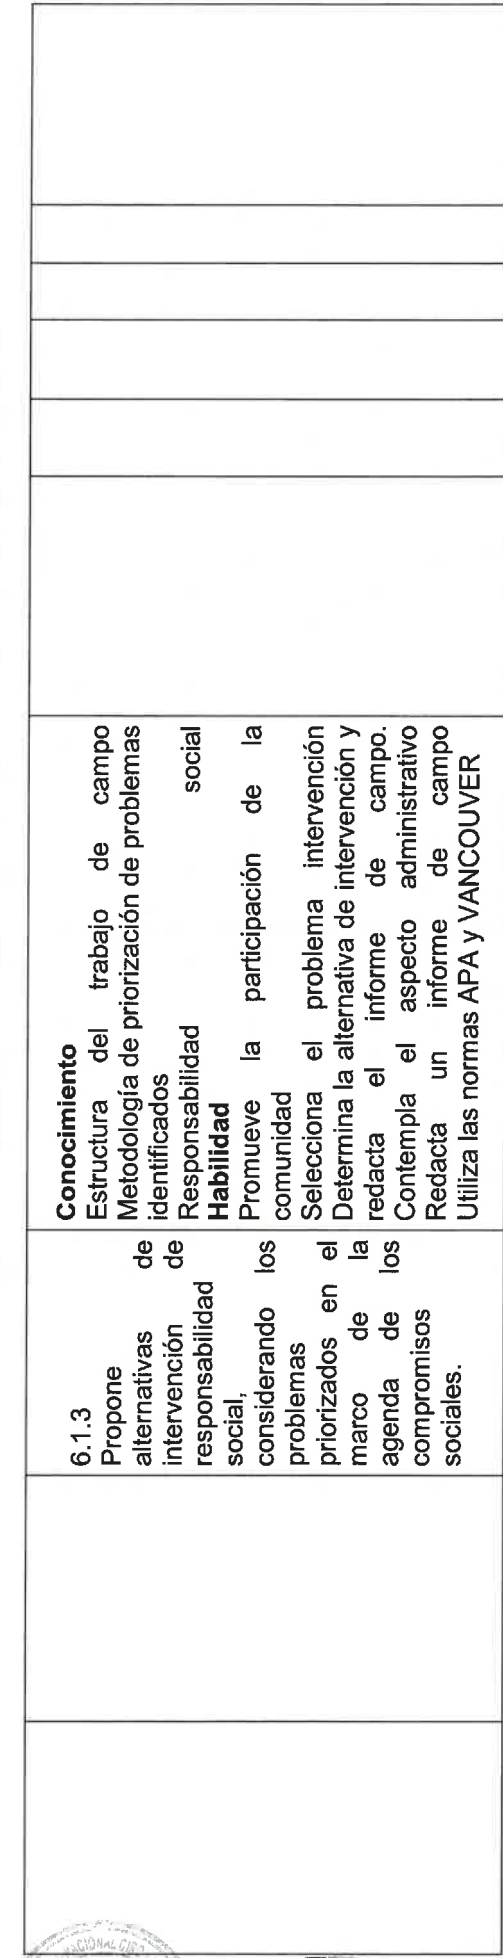 6.1.3
Propone
alternativas de
intervención de
responsabilidad
social,
considerando los
problemas
priorizados en el
marco de la
agenda de los
compromisos
sociales.
Conocimiento
Estructura del trabajo de campo
Metodología de priorización de problemas
identificados
Responsabilidad social
Habilidad
Promueve la participación de la
comunidad
Selecciona el problema intervención
Determina la alternativa de intervención y
redacta el informe de campo.
Contempla el aspecto administrativo
Redacta un informe de campo
Utiliza las normas APA y VANCOUVER